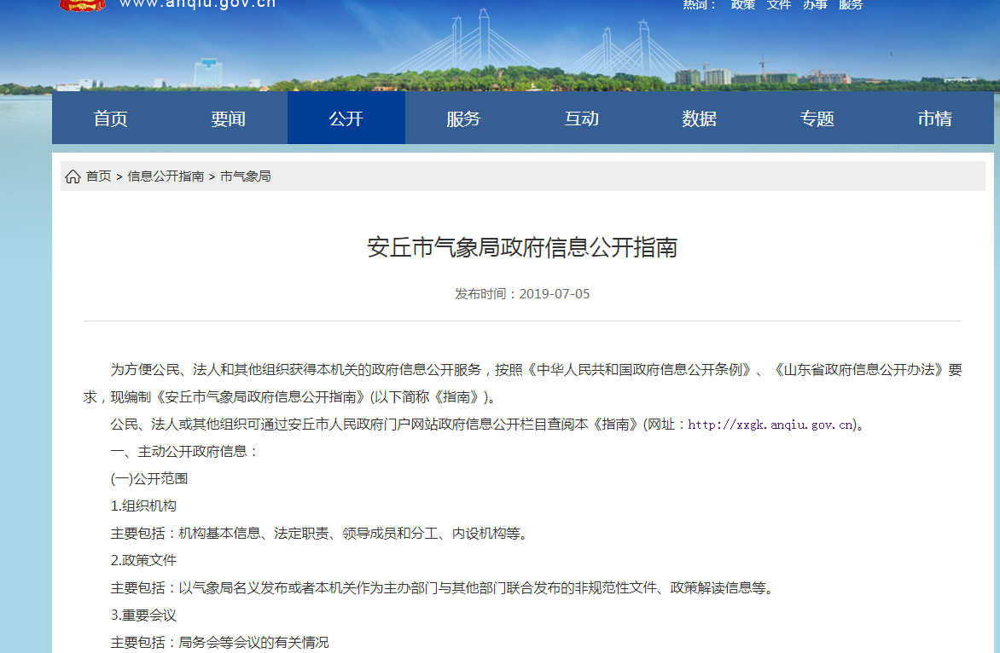 www.anqiu.gov.cn
热词： 政策 文件 办事 服务
首页 要闻 公开 服务 互动 数据 专题 市情
首页 > 信息公开指南 > 市气象局
安丘市气象局政府信息公开指南
发布时间：2019-07-05
为方便公民、法人和其他组织获得本机关的政府信息公开服务，按照《中华人民共和国政府信息公开条例》、《山东省政府信息公开办法》要
求，现编制《安丘市气象局政府信息公开指南》(以下简称《指南》)。
公民、法人或其他组织可通过安丘市人民政府门户网站政府信息公开栏目查阅本《指南》(网址：http://xxgk.anqiu.gov.cn)。
一、主动公开政府信息：
(一)公开范围
1.组织机构
主要包括：机构基本信息、法定职责、领导成员和分工、内设机构等。
2.政策文件
主要包括：以气象局名义发布或者本机关作为主办部门与其他部门联合发布的非规范性文件、政策解读信息等。
3.重要会议
主要包括：局务会等会议的有关情况